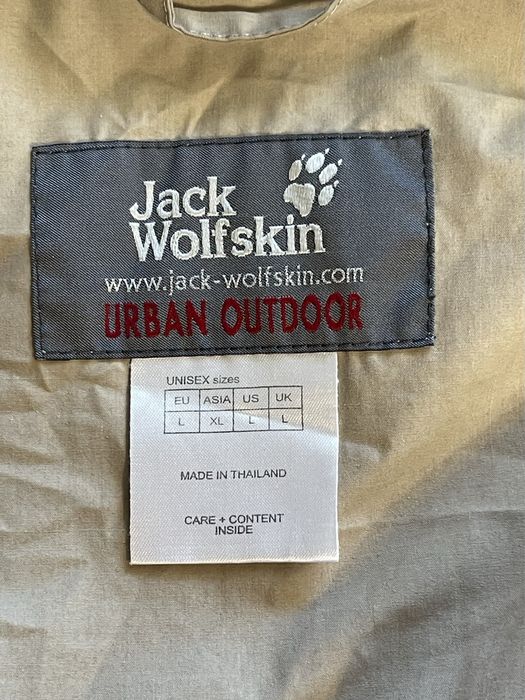 Jack
Wolfskin
www.jack-wolfskin.com
URBAN OUTDOOR
UNISEX sizes
EU ASIA US UK
L XL L L
MADE IN THAILAND
CARE + CONTENT
INSIDE